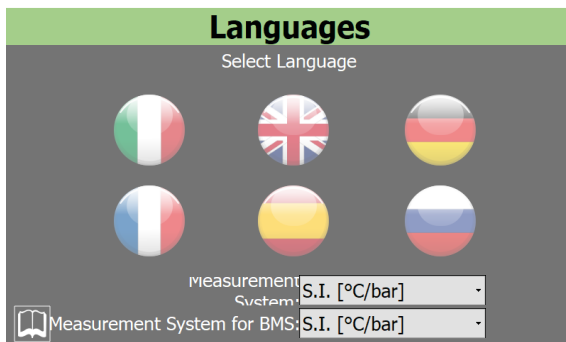 Languages
Select Language
Measurement
System:
S.I. [°C/bar]
Measurement System for BMS:
S.I. [°C/bar]